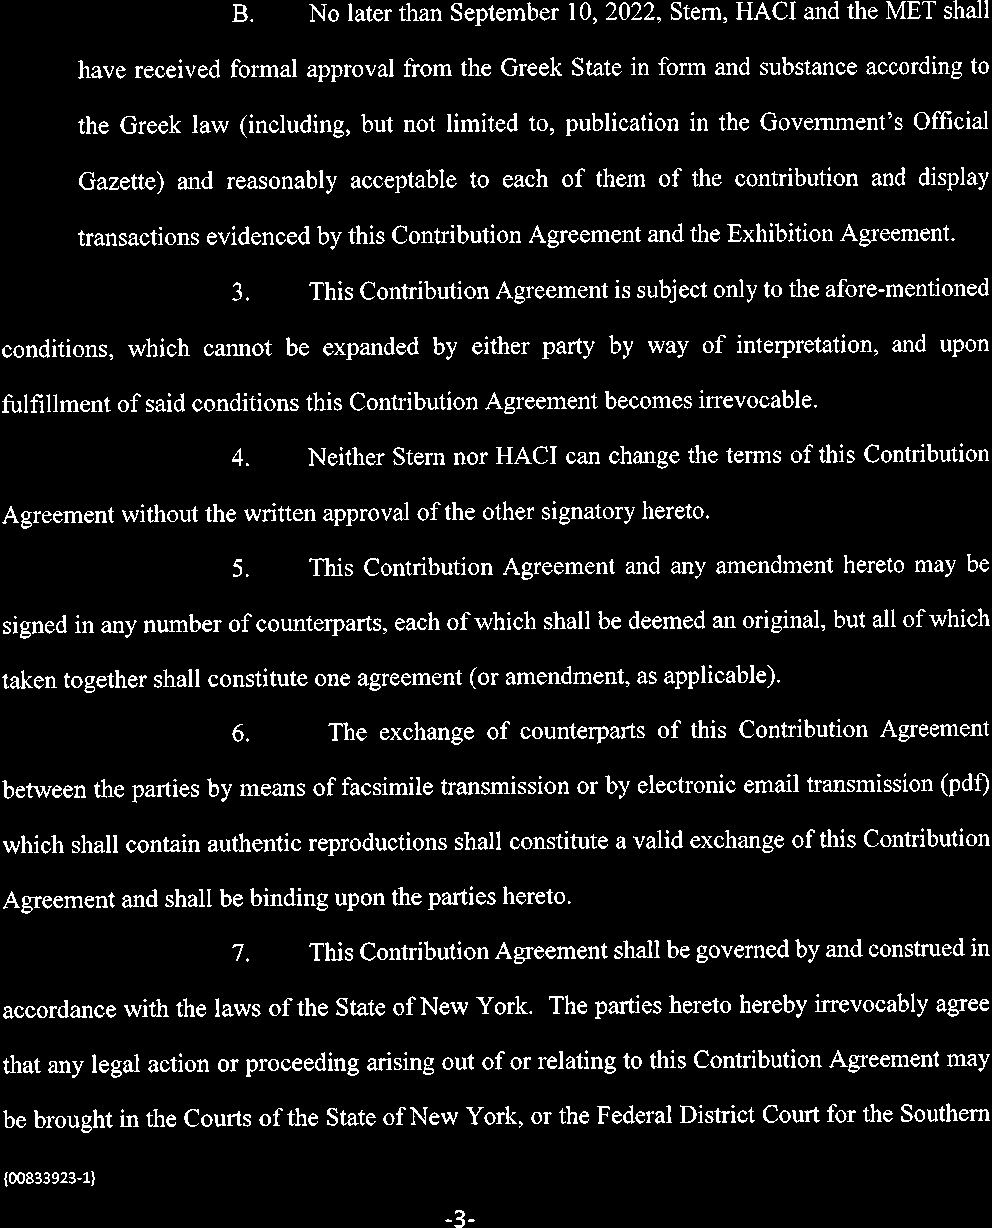 B. No later than September 10, 2022, Stern, HACI and the MET shall
have received formal approval from the Greek State in form and substance according to
the Greek law (including, but not limited to, publication in the Government's Official
Gazette) and reasonably acceptable to each of them of the contribution and display
transactions evidenced by this Contribution Agreement and the Exhibition Agreement.
3. This Contribution Agreement is subject only to the afore-mentioned
conditions, which cannot be expanded by either party by way of interpretation, and upon
fulfillment of said conditions this Contribution Agreement becomes irrevocable.
4. Neither Stern nor HACI can change the terms of this Contribution
Agreement without the written approval of the other signatory hereto.
5. This Contribution Agreement and any amendment hereto may be
signed in any number of counterparts, each of which shall be deemed an original, but all of which
taken together shall constitute one agreement (or amendment, as applicable).
6. The exchange of counterparts of this Contribution Agreement
between the parties by means of facsimile transmission or by electronic email transmission (pdf)
which shall contain authentic reproductions shall constitute a valid exchange of this Contribution
Agreement and shall be binding upon the parties hereto.
7. This Contribution Agreement shall be governed by and construed in
accordance with the laws of the State of New York. The parties hereto hereby irrevocably agree
that any legal action or proceeding arising out of or relating to this Contribution Agreement may
be brought in the Courts of the State of New York, or the Federal District Court for the Southern
{00833923-1}
-3-